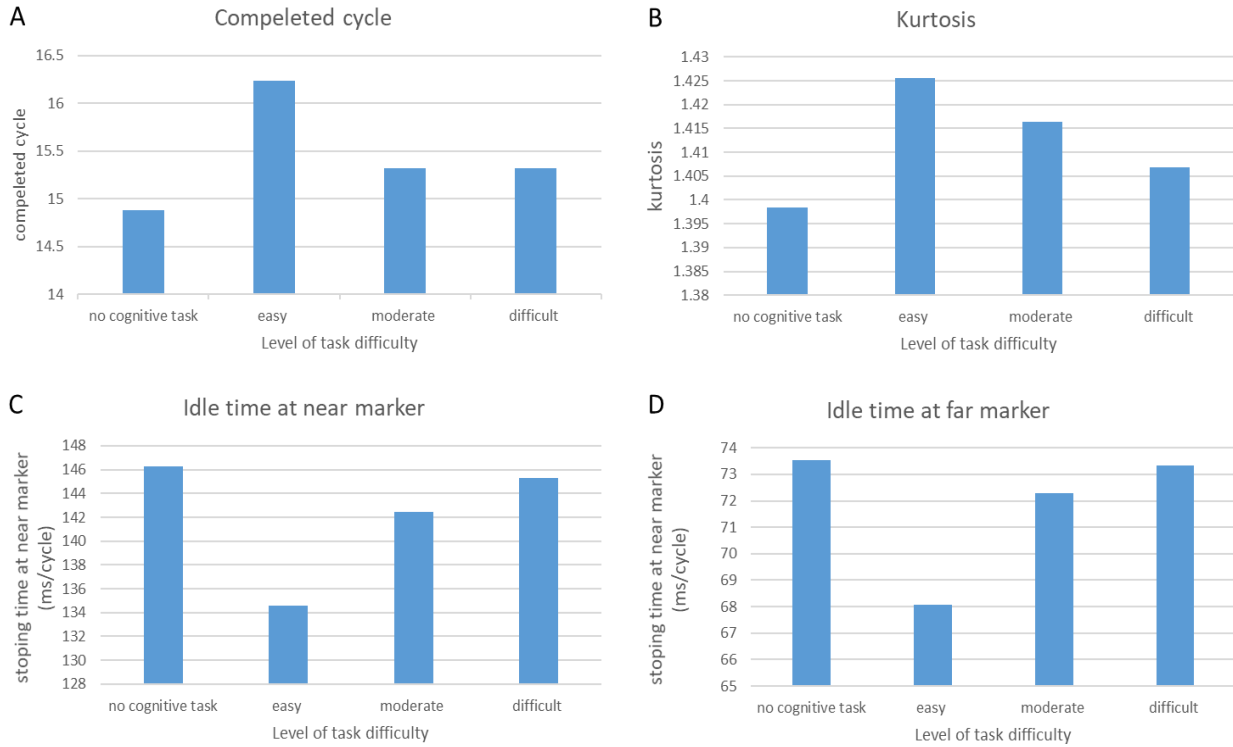 A
Compeleted cycle
compeleted cycle
16.5
16
15.5
15
14.5
14
no cognitive task easy moderate difficult
Level of task difficulty
B
Kurtosis
kurtosis
1.43
1.425
1.42
1.415
1.41
1.405
1.4
1.395
1.39
1.385
1.38
no cognitive task easy moderate difficult
Level of task difficulty
C
Idle time at near marker
stoping time at near marker
(ms/cycle)
148
146
144
142
140
138
136
134
132
130
128
no cognitive task easy moderate difficult
Level of task difficulty
D
Idle time at far marker
stoping time at near marker
(ms/cycle)
74
73
72
71
70
69
68
67
66
65
no cognitive task easy moderate difficult
Level of task difficulty